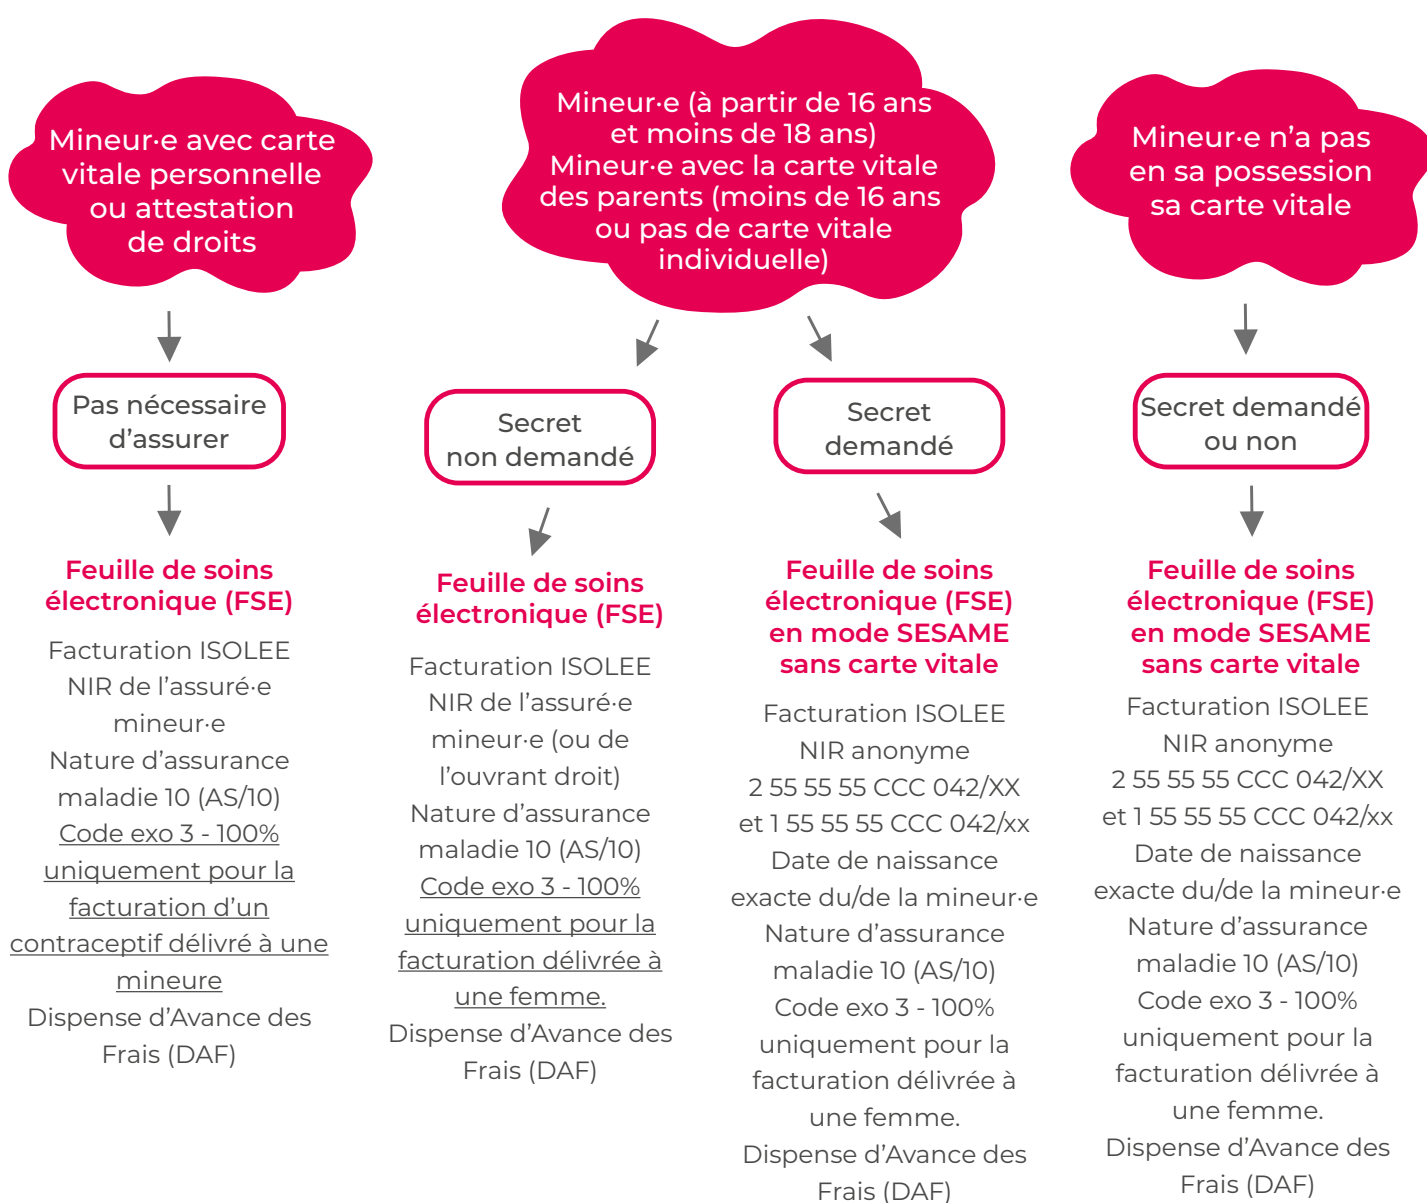 Mineur·e avec carte
vitale personnelle
ou attestation
de droits
Pas nécessaire
d’assurer
Feuille de soins
électronique (FSE)
Facturation ISOLEE
NIR de l’assuré·e
mineur·e
Nature d’assurance
maladie 10 (AS/10)
Code exo 3 - 100%
uniquement pour la
facturation d’un
contraceptif délivré à une
mineure
Dispense d’Avance des
Frais (DAF)
Mineur·e (à partir de 16 ans
et moins de 18 ans)
Mineur·e avec la carte vitale
des parents (moins de 16 ans
ou pas de carte vitale
individuelle)
Secret
non demandé
Feuille de soins
électronique (FSE)
Facturation ISOLEE
NIR de l’assuré·e
mineur·e (ou de
l’ouvrant droit)
Nature d’assurance
maladie 10 (AS/10)
Code exo 3 - 100%
uniquement pour la
facturation délivrée à
une femme.
Dispense d’Avance des
Frais (DAF)
Secret
demandé
Feuille de soins
électronique (FSE)
en mode SESAME
sans carte vitale
Facturation ISOLEE
NIR anonyme
2 55 55 55 CCC 042/XX
et 1 55 55 55 CCC 042/xx
Date de naissance
exacte du/de la mineur·e
Nature d’assurance
maladie 10 (AS/10)
Code exo 3 - 100%
uniquement pour la
facturation délivrée à
une femme.
Dispense d’Avance des
Frais (DAF)
Mineur·e n’a pas
en sa possession
sa carte vitale
Secret demandé
ou non
Feuille de soins
électronique (FSE)
en mode SESAME
sans carte vitale
Facturation ISOLEE
NIR anonyme
2 55 55 55 CCC 042/XX
et 1 55 55 55 CCC 042/xx
Date de naissance
exacte du/de la mineur·e
Nature d’assurance
maladie 10 (AS/10)
Code exo 3 - 100%
uniquement pour la
facturation délivrée à
une femme.
Dispense d’Avance des
Frais (DAF)